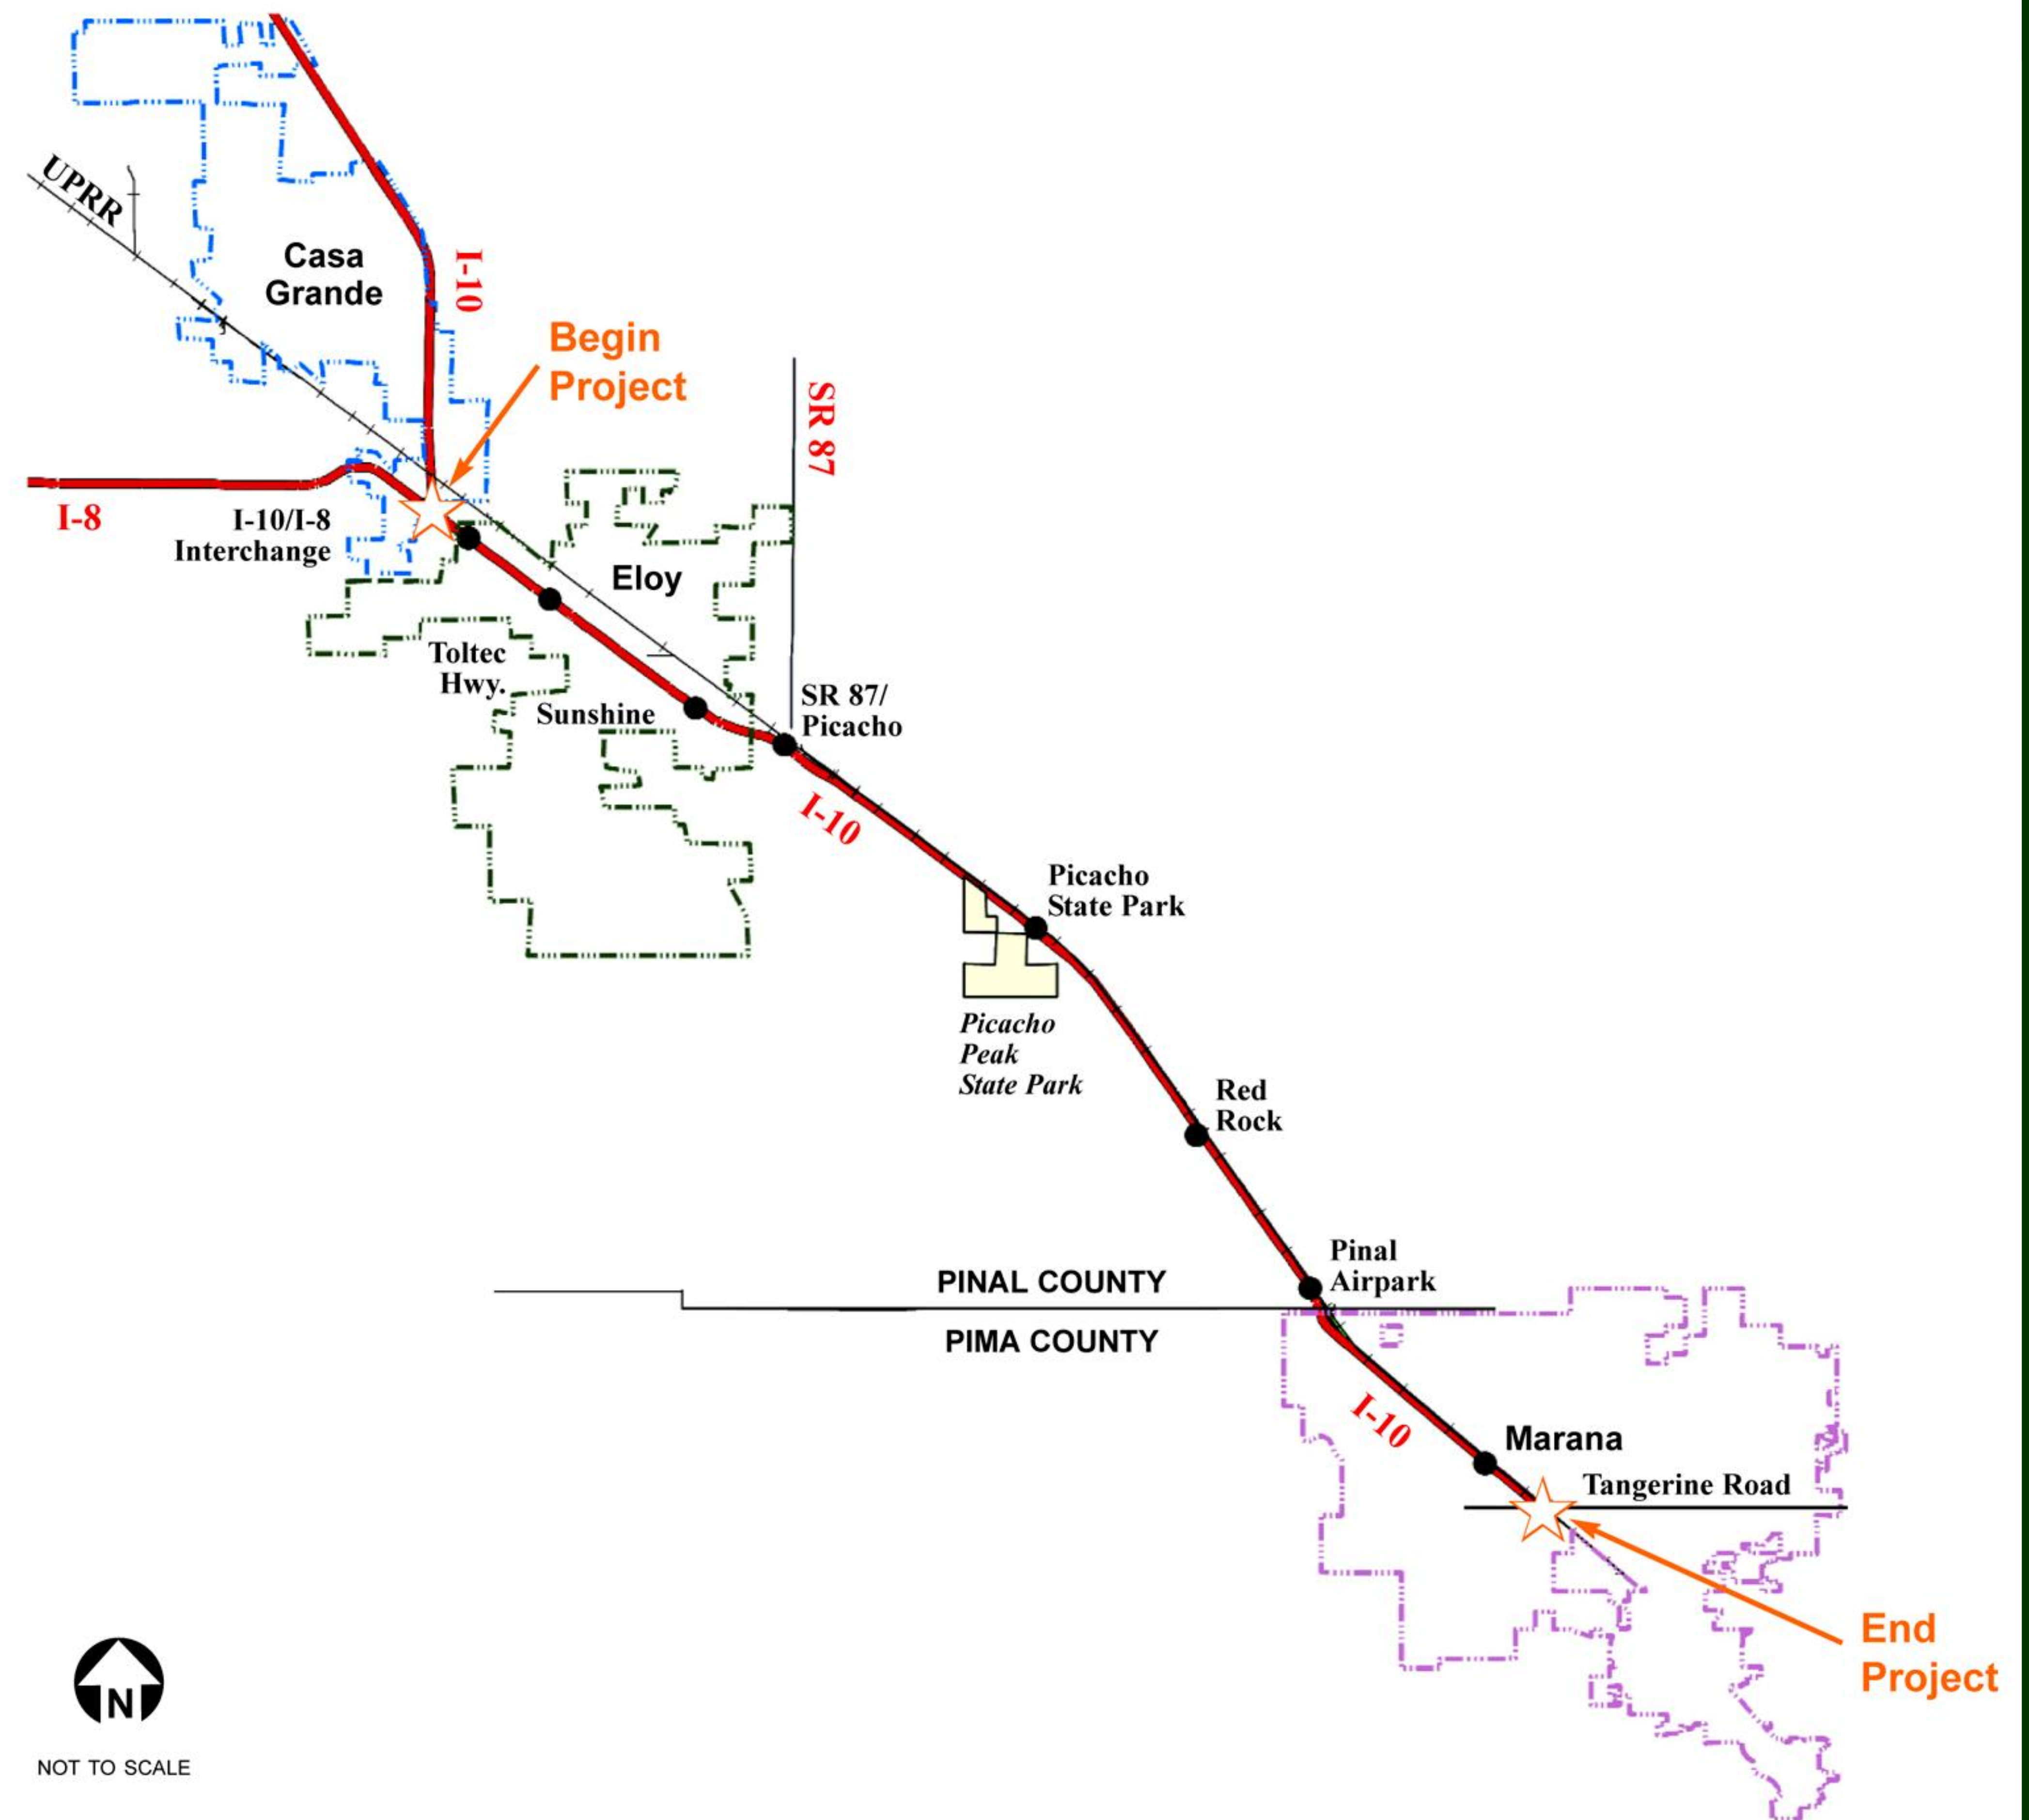 UPRR
Casa
Grande
I-10
Begin
Project
SR 87
I-8
I-10/I-8
Interchange
Eloy
Toltec
Hwy.
Sunshine
SR 87/
Picacho
I-10
Picacho
State Park
Picacho
Peak
State Park
Red
Rock
Pinal
Airpark
PINAL COUNTY
PIMA COUNTY
I-10
Marana
Tangerine Road
End
Project
N
NOT TO SCALE